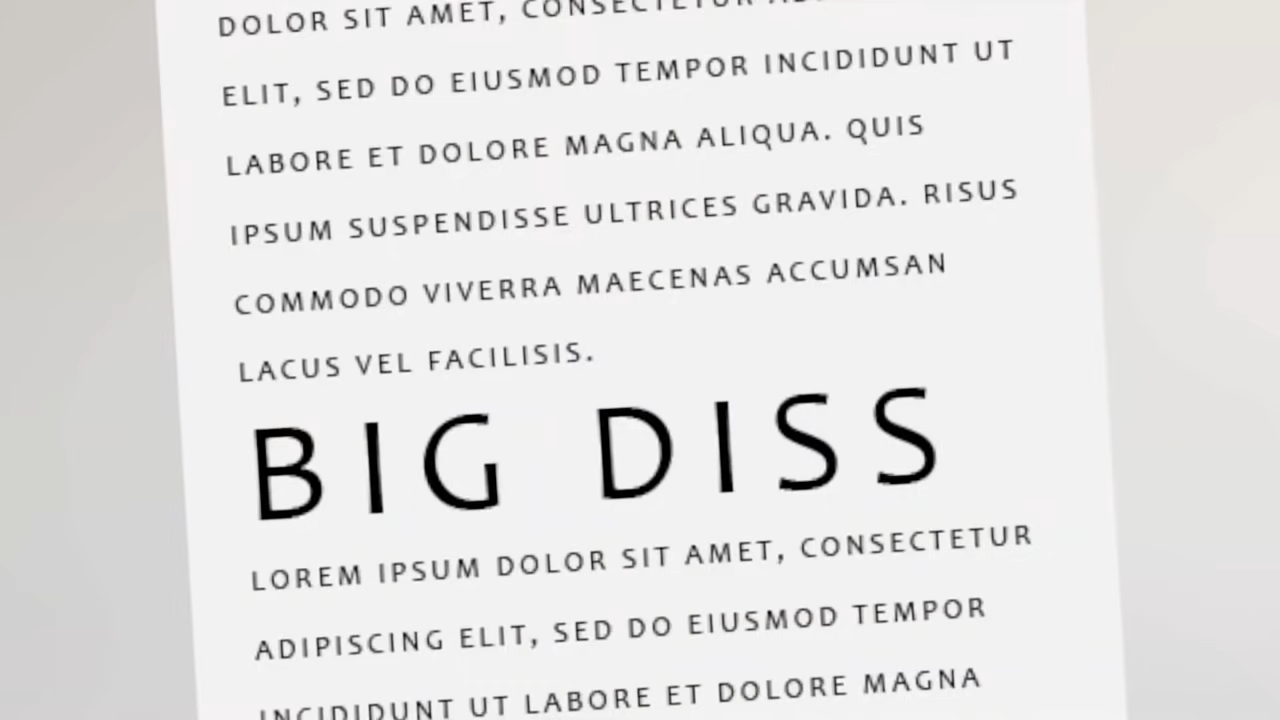 DOLOR SIT AMET, CONSECTETUR
ELIT, SED DO EIUSMOD TEMPOR INCIDIDUNT UT
LABORE ET DOLORE MAGNA ALIQUA. QUIS
IPSUM SUSPENDISSE ULTRICES GRAVIDA. RISUS
COMMODO VIVERRA MAECENAS ACCUMSAN
LACUS VEL FACILISIS.
BIG DISS
LOREM IPSUM DOLOR SIT AMET, CONSECTETUR
ADIPISCING ELIT, SED DO EIUSMOD TEMPOR
INCIDIDUNT UT LABORE ET DOLORE MAGNA